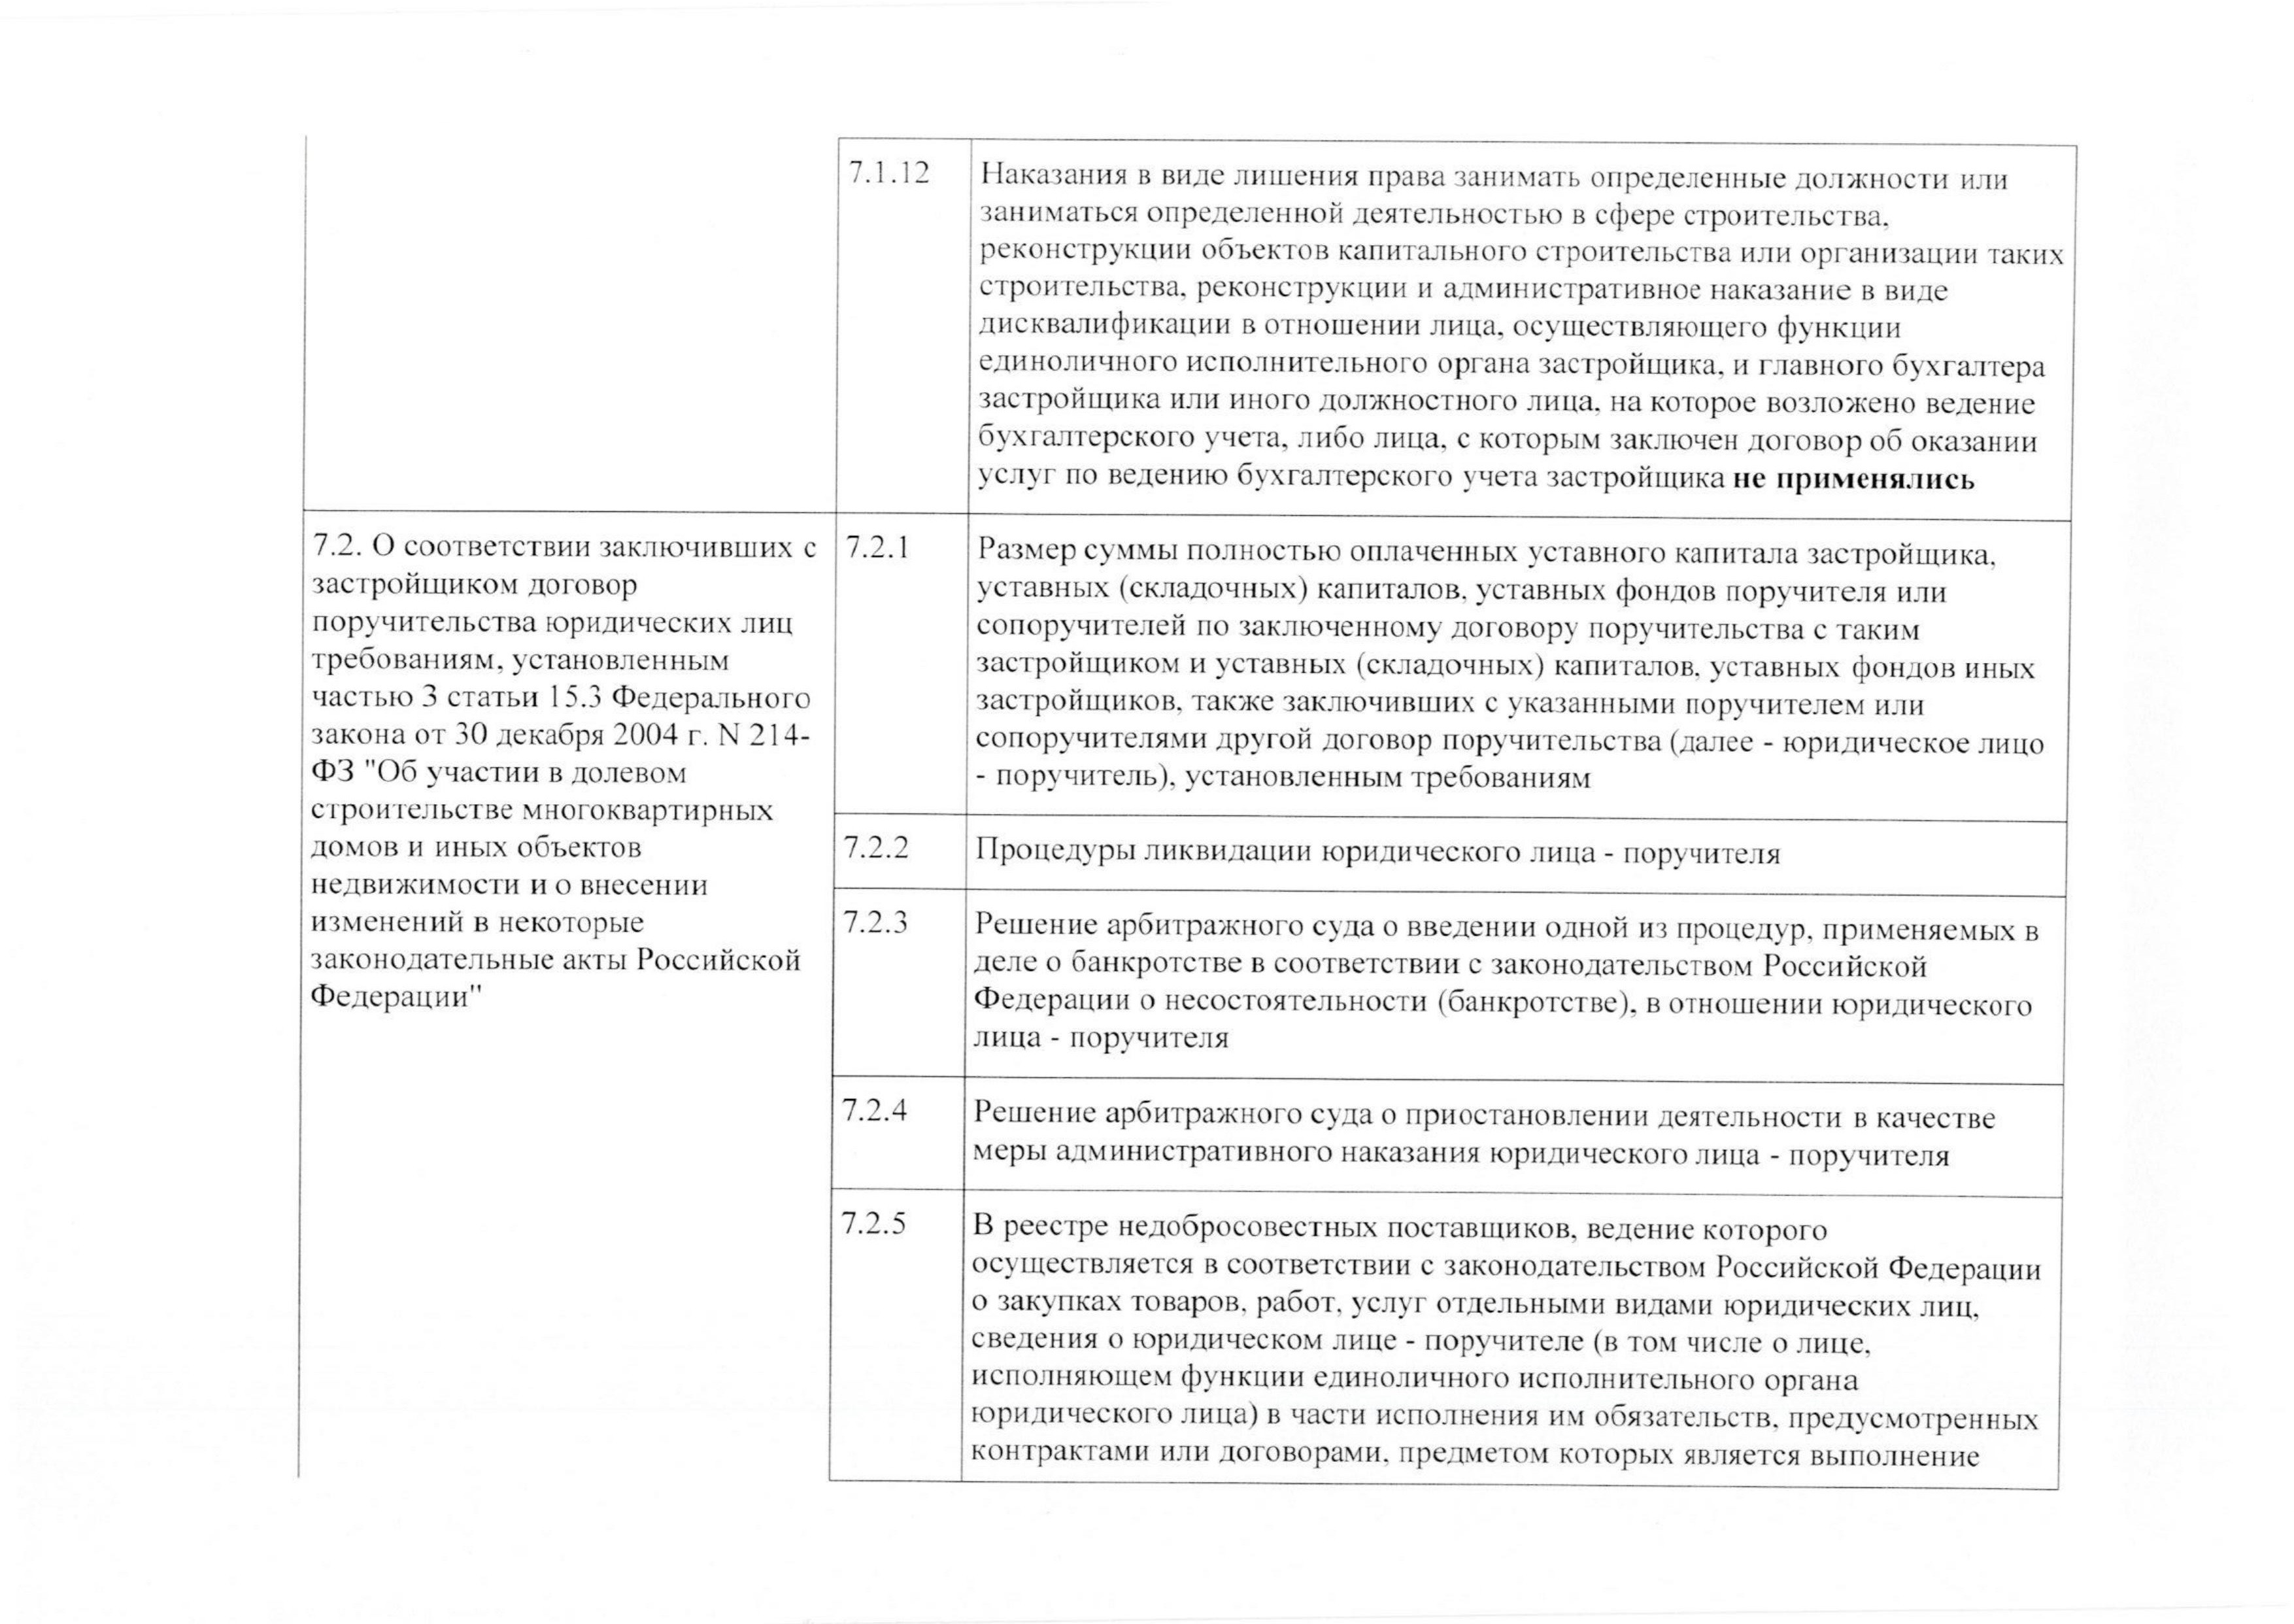 7.1.12
Наказания в виде лишения права занимать определенные должности или
заниматься определенной деятельностью в сфере строительства,
реконструкции объектов капитального строительства или организации таких
строительства, реконструкции и административное наказание в виде
дисквалификации в отношении лица, осуществляющего функции
единоличного исполнительного органа застройщика, и главного бухгалтера
застройщика или иного должностного лица, на которое возложено ведение
бухгалтерского учета, либо лица, с которым заключен договор об оказании
услуг по ведению бухгалтерского учета застройщика не применялись
7.2. О соответствии заключивших с
застройщиком договор
поручительства юридических лиц
требованиям, установленным
частью 3 статьи 15.3 Федерального
закона от 30 декабря 2004 г. N 214-
ФЗ "Об участии в долевом
строительстве многоквартирных
домов и иных объектов
недвижимости и о внесении
изменений в некоторые
законодательные акты Российской
Федерации"
7.2.1
Размер суммы полностью оплаченных уставного капитала застройщика,
уставных (складочных) капиталов, уставных фондов поручителя или
сопоручителей по заключенному договору поручительства с таким
застройщиком и уставных (складочных) капиталов, уставных фондов иных
застройщиков, также заключивших с указанными поручителем или
сопоручителями другой договор поручительства (далее - юридическое лицо
- поручитель), установленным требованиям
7.2.2
Процедуры ликвидации юридического лица - поручителя
7.2.3
Решение арбитражного суда о введении одной из процедур, применяемых в
деле о банкротстве в соответствии с законодательством Российской
Федерации о несостоятельности (банкротстве), в отношении юридического
лица - поручителя
7.2.4
Решение арбитражного суда о приостановлении деятельности в качестве
меры административного наказания юридического лица - поручителя
7.2.5
В реестре недобросовестных поставщиков, ведение которого
осуществляется в соответствии с законодательством Российской Федерации
о закупках товаров, работ, услуг отдельными видами юридических лиц,
сведения о юридическом лице - поручителе (в том числе о лице,
исполняющем функции единоличного исполнительного органа
юридического лица) в части исполнения им обязательств, предусмотренных
контрактами или договорами, предметом которых является выполнение